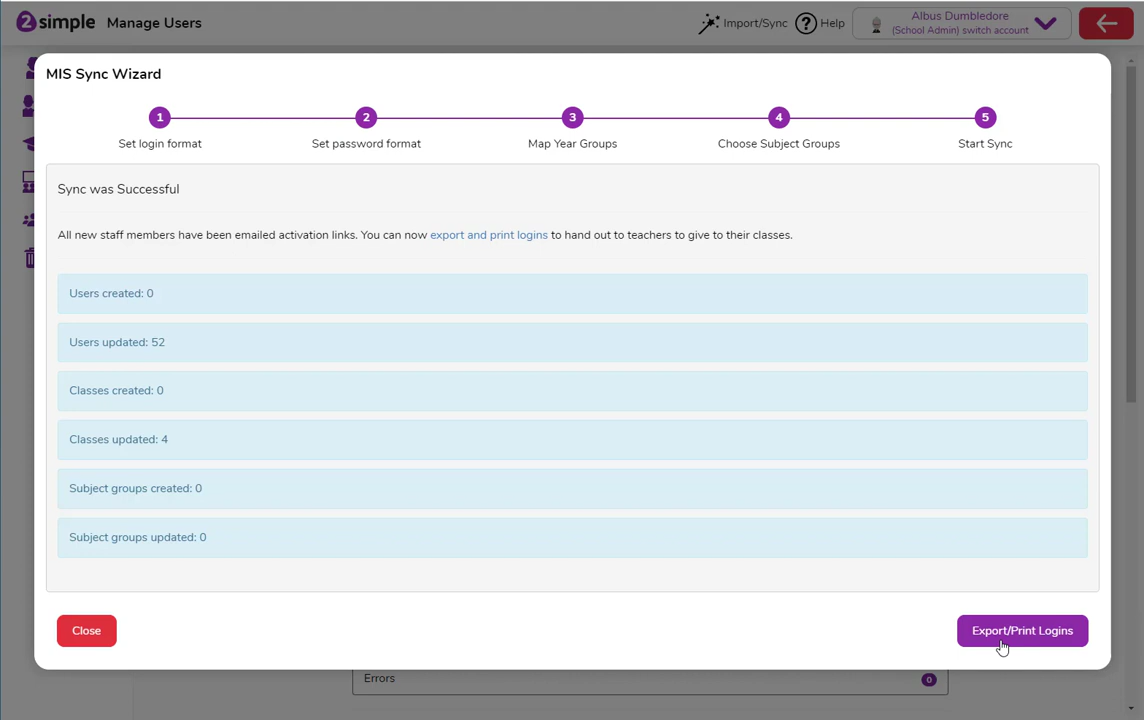 2simple Manage Users
Import/Sync
? Help
Albus Dumbledore
(School Admin) switch account
MIS Sync Wizard
1 2 3 4 5
Set login format Set password format Map Year Groups Choose Subject Groups Start Sync
Sync was Successful
All new staff members have been emailed activation links. You can now export and print logins to hand out to teachers to give to their classes.
Users created: 0
Users updated: 52
Classes created: 0
Classes updated: 4
Subject groups created: 0
Subject groups updated: 0
Close
Export/Print Logins
Errors 0